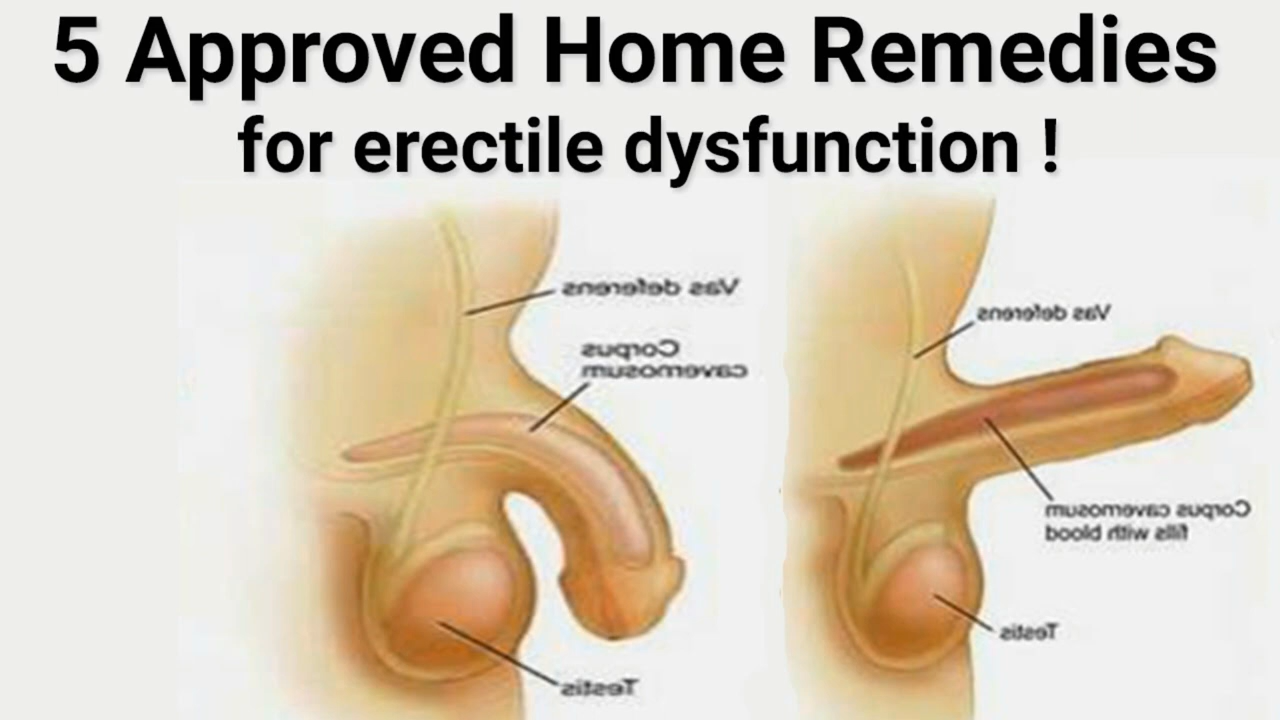 5 Approved Home Remedies
for erectile dysfunction !
Vas deferens
Corpus
cavernosum
Testis
Vas deferens
Corpus cavernosum
fills with blood
Testis